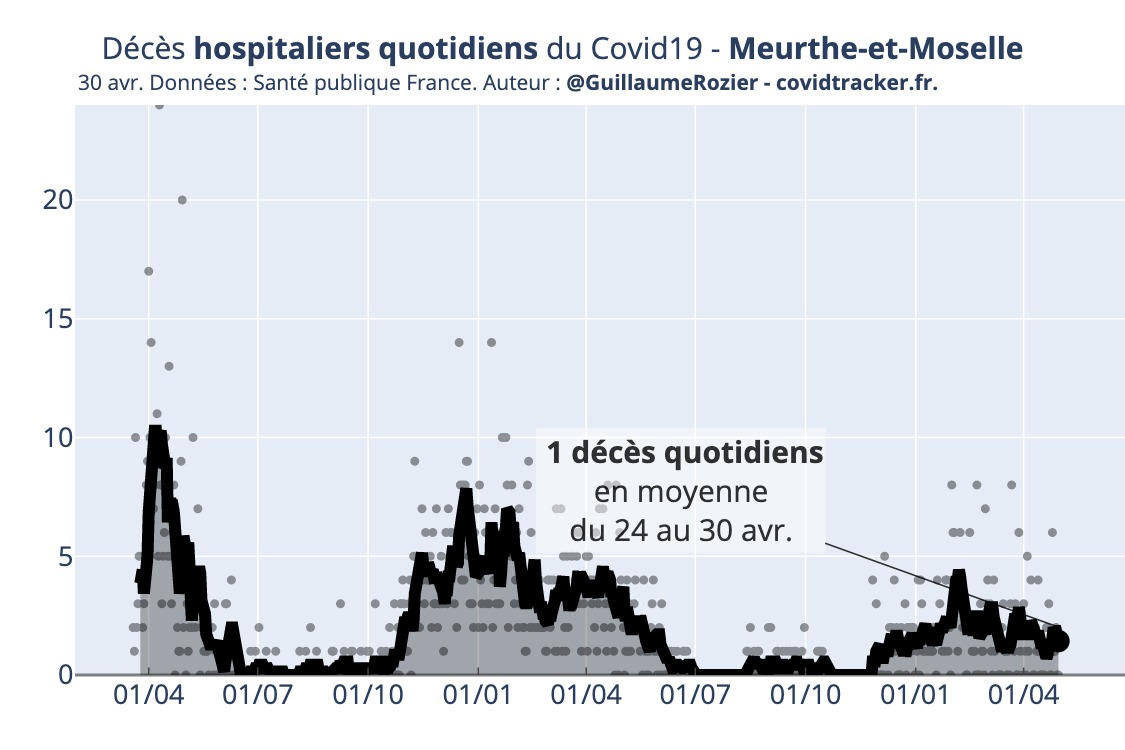 Décès hospitaliers quotidiens du Covid19 - Meurthe-et-Moselle
30 avr. Données : Santé publique France. Auteur : @GuillaumeRozier - covidtracker.fr.
20
15
10
5
0
1 décès quotidiens
en moyenne
du 24 au 30 avr.
01/04 01/07 01/10 01/01 01/04 01/07 01/10 01/01 01/04